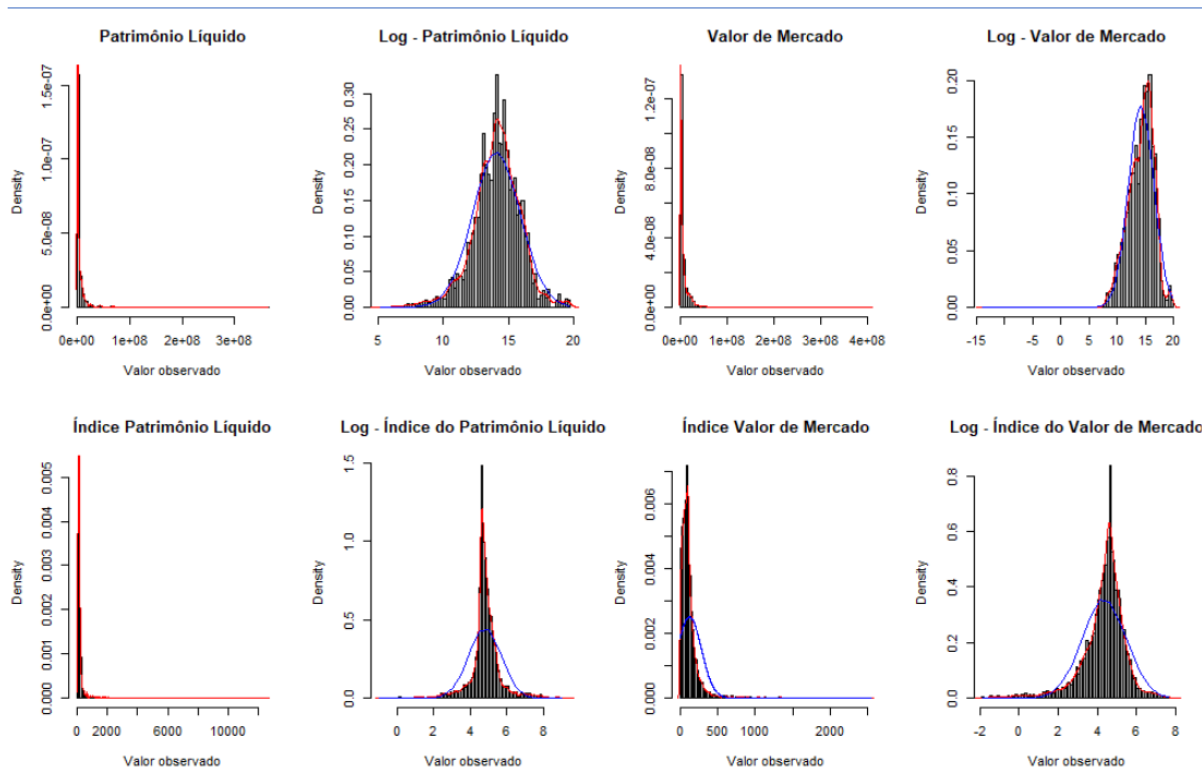 Patrimônio Líquido
Density
0.0e+00 5.0e-08 1.0e-07 1.5e-07
0e+00 1e+08 2e+08 3e+08
Valor observado
Log - Patrimônio Líquido
Density
0.00 0.05 0.10 0.15 0.20 0.25 0.30
5 10 15 20
Valor observado
Valor de Mercado
Density
0.0e+00 4.0e-08 8.0e-08 1.2e-07
0e+00 1e+08 2e+08 3e+08 4e+08
Valor observado
Log - Valor de Mercado
Density
0.00 0.05 0.10 0.15 0.20
-15 -5 0 5 10 15 20
Valor observado
Índice Patrimônio Líquido
Density
0.000 0.001 0.002 0.003 0.004 0.005
0 2000 6000 10000
Valor observado
Log - Índice do Patrimônio Líquido
Density
0.0 0.5 1.0 1.5
0 2 4 6 8
Valor observado
Índice Valor de Mercado
Density
0.000 0.002 0.004 0.006
0 500 1000 2000
Valor observado
Log - Índice do Valor de Mercado
Density
0.0 0.2 0.4 0.6 0.8
-2 0 2 4 6 8
Valor observado